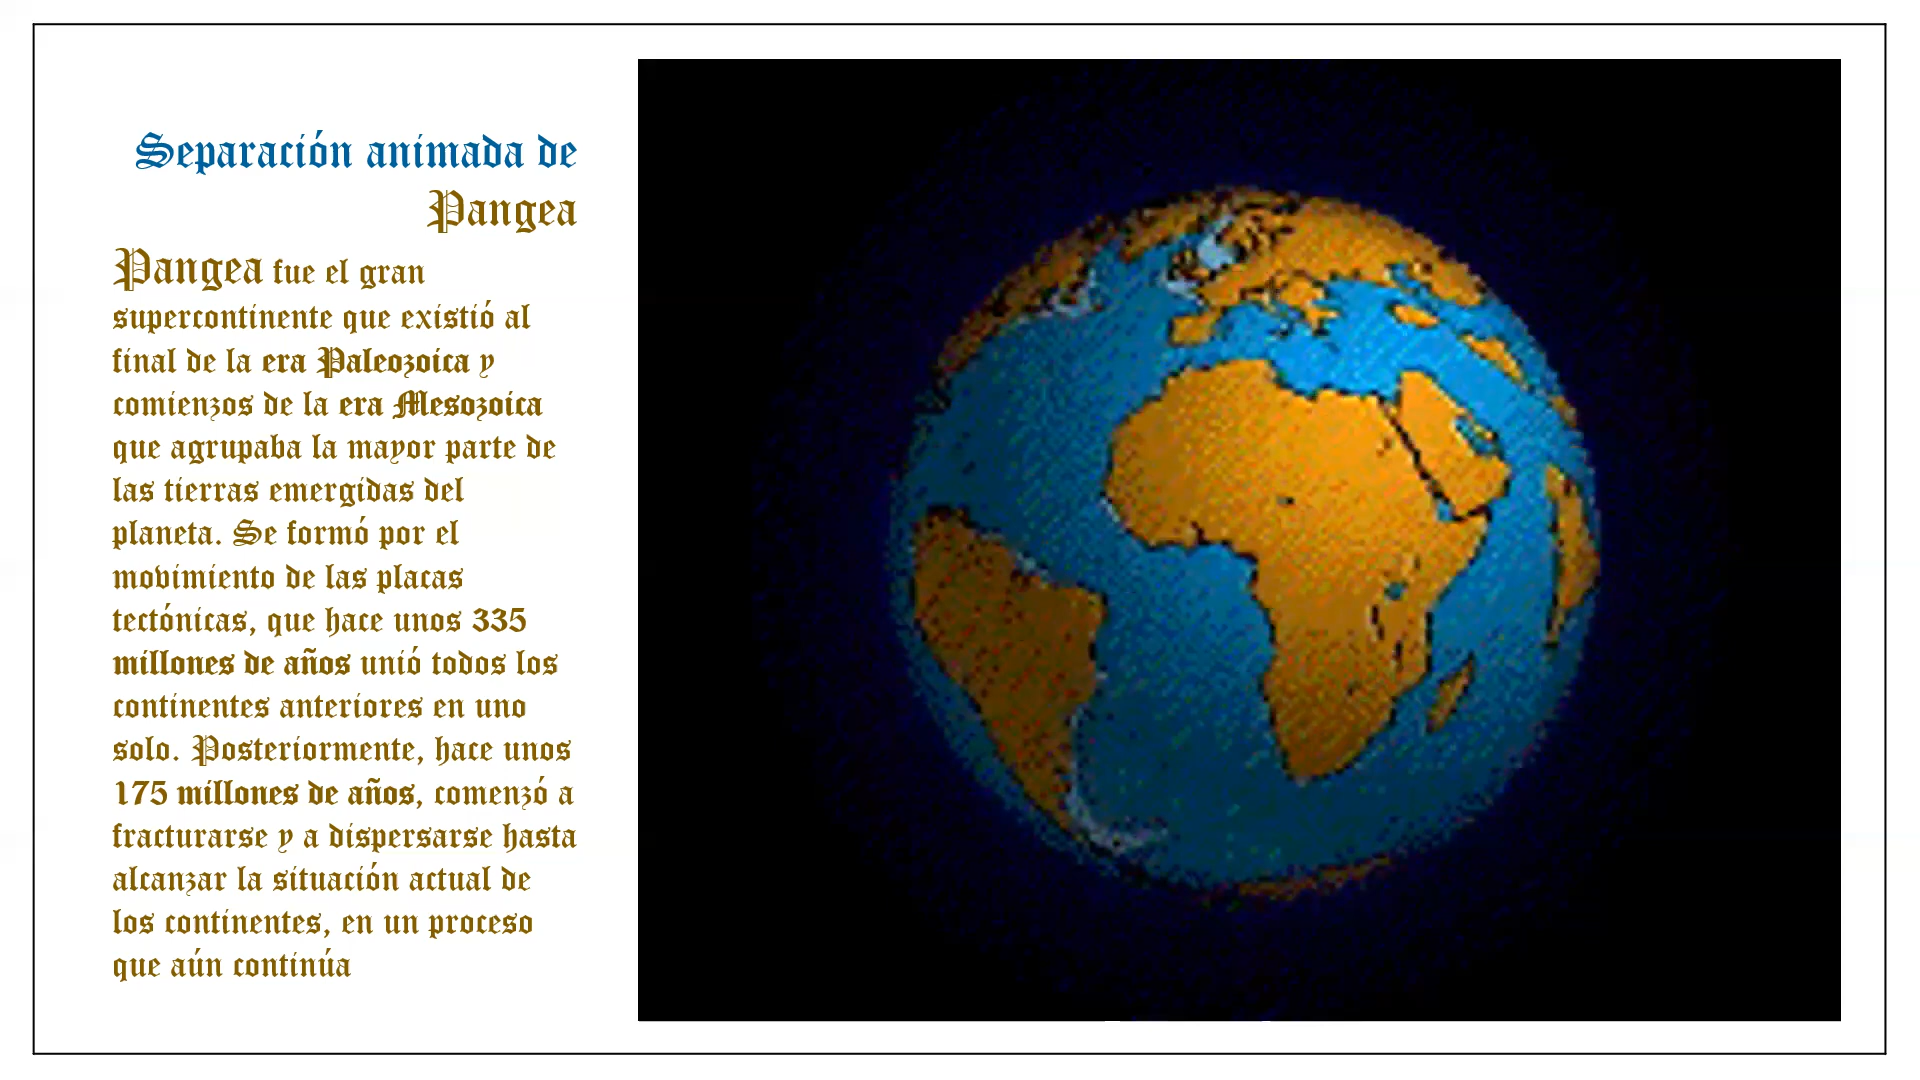 Separación animada de
Pangea
Pangea fue el gran
supercontinente que existió al
final de la era Paleozoica y
comienzos de la era Mesozoica
que agrupaba la mayor parte de
las tierras emergidas del
planeta. Se formó por el
movimiento de las placas
tectónicas, que hace unos 335
millones de años unió todos los
continentes anteriores en uno
solo. Posteriormente, hace unos
175 millones de años, comenzó a
fracturarse y a dispersarse hasta
alcanzar la situación actual de
los continentes, en un proceso
que aún continúa